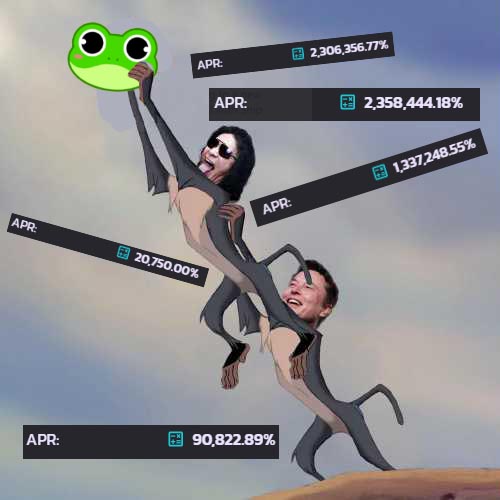 APR: 2,306,356.77%
APR: 2,358,444.18%
APR: 1,337,248.55%
APR: 20,750.00%
APR: 90,822.89%